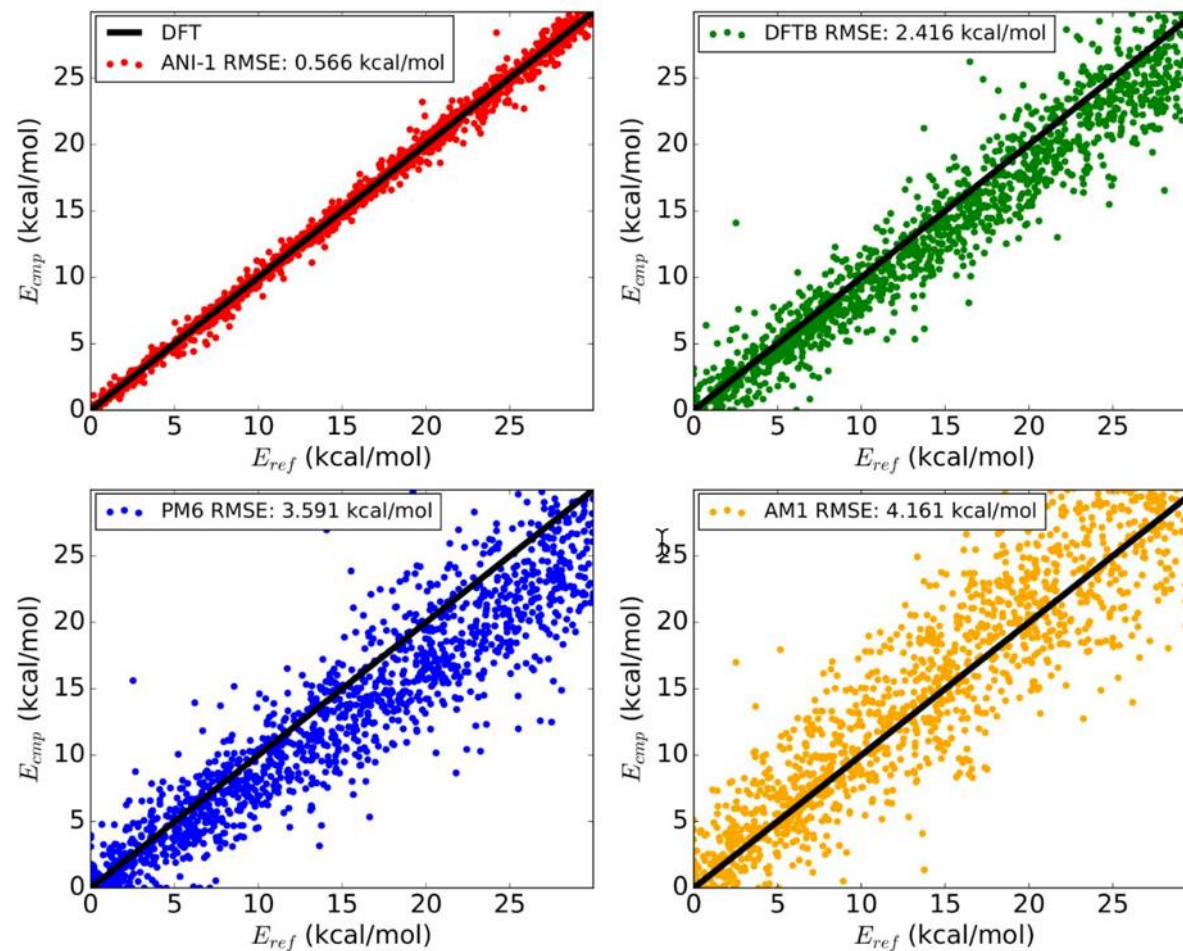 DFT
ANI-1 RMSE: 0.566 kcal/mol
25
20
15
10
5
0
E_cmp (kcal/mol)
0 5 10 15 20 25
E_ref (kcal/mol)
DFTB RMSE: 2.416 kcal/mol
25
20
15
10
5
0
E_cmp (kcal/mol)
0 5 10 15 20 25
E_ref (kcal/mol)
PM6 RMSE: 3.591 kcal/mol
25
20
15
10
5
0
E_cmp (kcal/mol)
0 5 10 15 20 25
E_ref (kcal/mol)
AM1 RMSE: 4.161 kcal/mol
25
20
15
10
5
0
E_cmp (kcal/mol)
0 5 10 15 20 25
E_ref (kcal/mol)